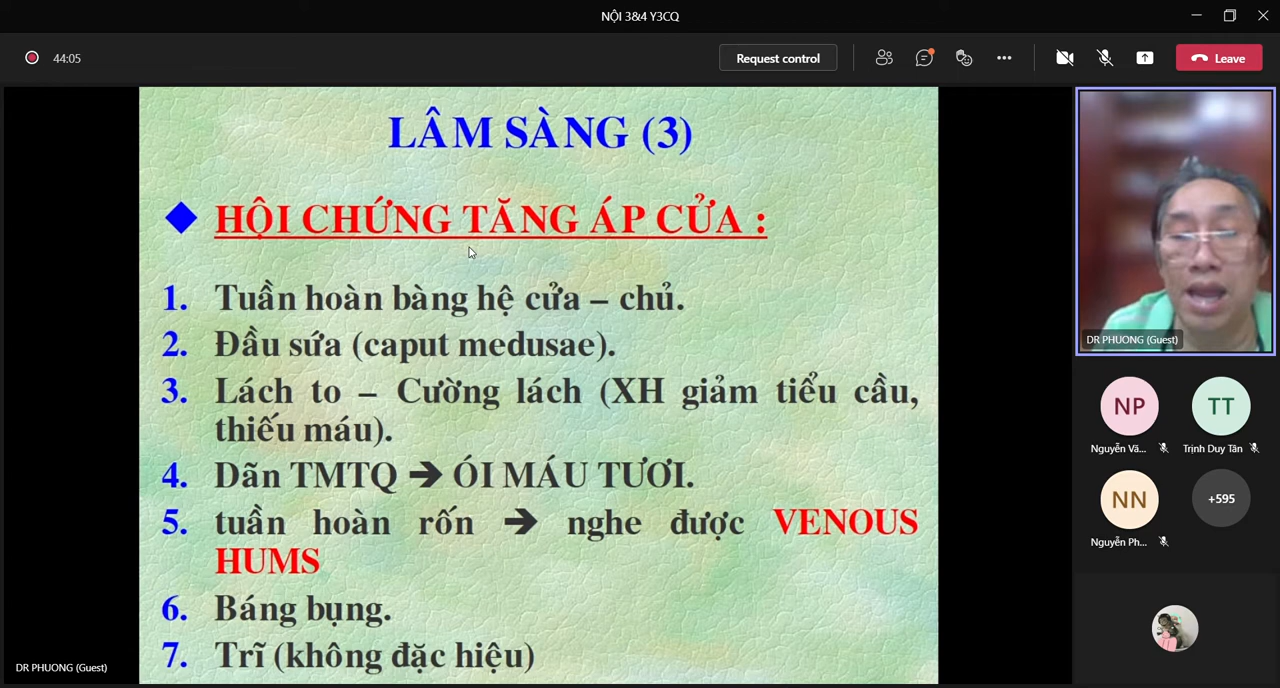 NỘI 3&4 Y3CQ
44:05
Request control
Leave
LÂM SÀNG (3)
HỘI CHỨNG TĂNG ÁP CỬA :
1. Tuần hoàn bàng hệ cửa – chủ.
2. Đầu sứa (caput medusae).
3. Lách to – Cường lách (XH giảm tiểu cầu,
thiếu máu).
4. Dãn TMTQ ➔ ÓI MÁU TƯƠI.
5. tuần hoàn rốn ➔ nghe được VENOUS
HUMS
6. Báng bụng.
7. Trĩ (không đặc hiệu)
DR PHUONG (Guest)
DR PHUONG (Guest)
NP
TT
Nguyễn Vă...
Trịnh Duy Tân
NN
+595
Nguyễn Ph...